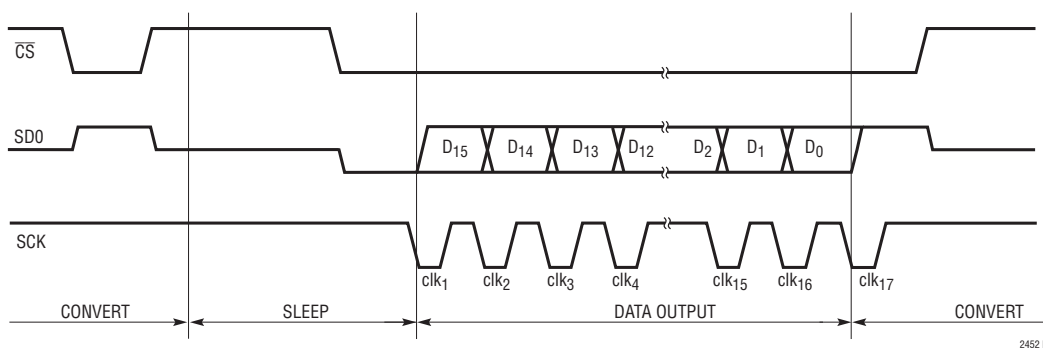 CS
SD0
D15 D14 D13 D12 D2 D1 D0
SCK
clk1 clk2 clk3 clk4 clk15 clk16 clk17
CONVERT SLEEP DATA OUTPUT CONVERT
2452